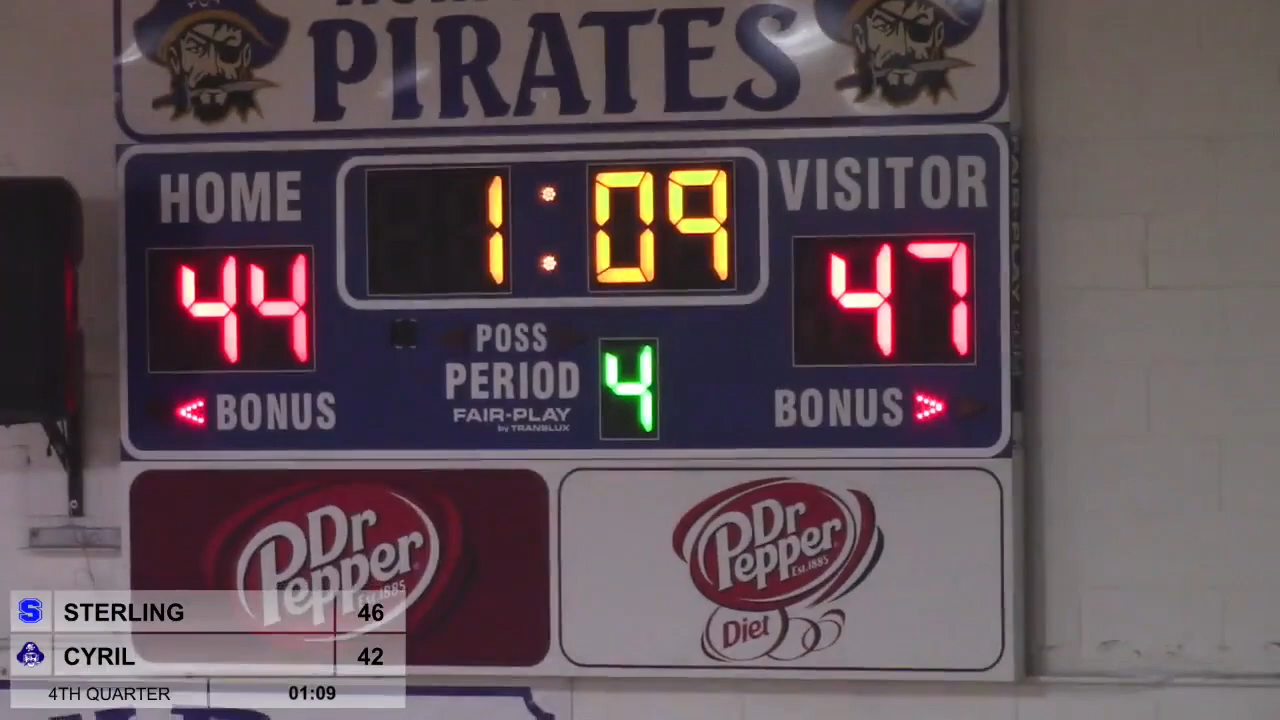 PIRATES
HOME
1:09
VISITOR
44
47
POSS
PERIOD
4
FAIR-PLAY
by TRANSLUX
BONUS
BONUS
Dr
Pepper
Est.1885
Dr
Pepper
Est.1885
Diet
S STERLING 46
CYRIL 42
4TH QUARTER 01:09